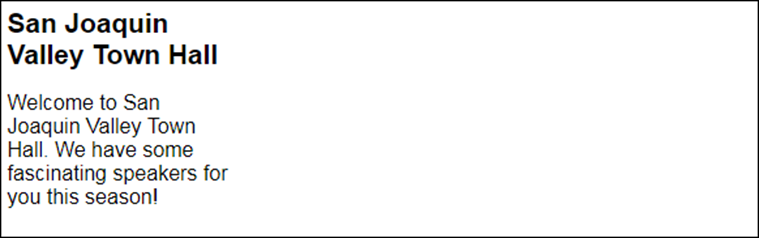 San Joaquin
Valley Town Hall
Welcome to San
Joaquin Valley Town
Hall. We have some
fascinating speakers for
you this season!